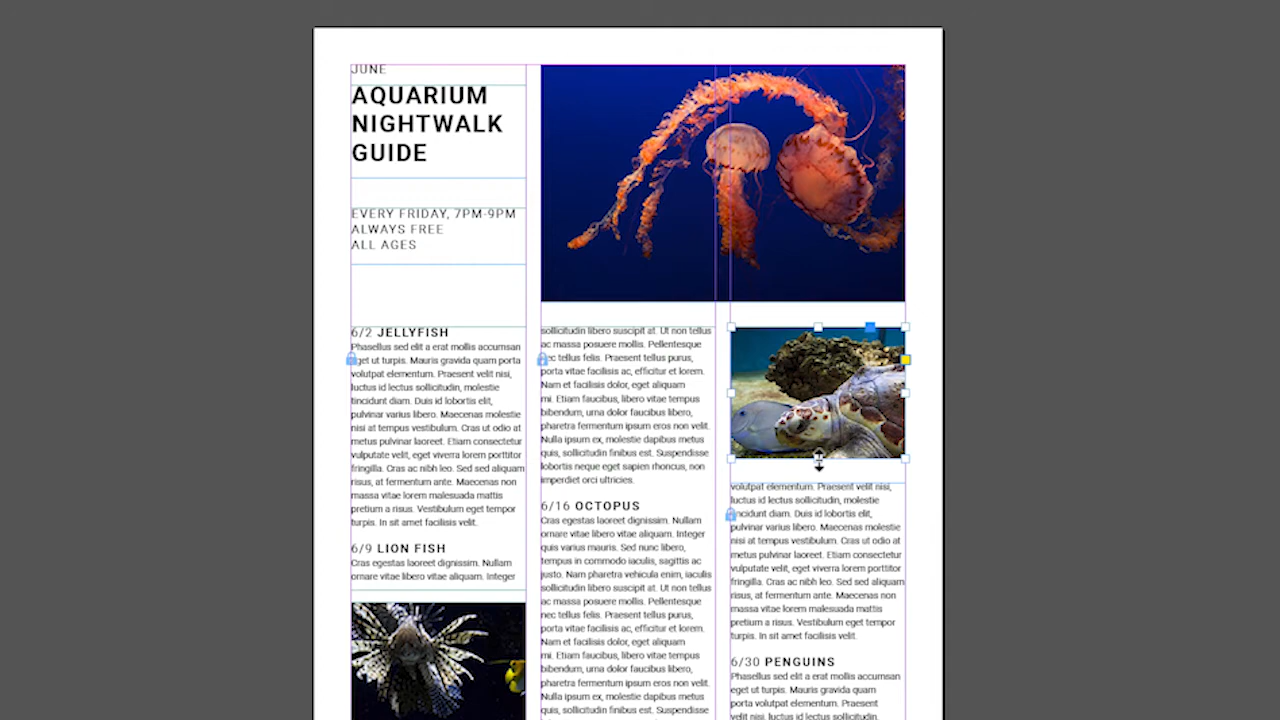 JUNE
AQUARIUM
NIGHTWALK
GUIDE
EVERY FRIDAY, 7PM-9PM
ALWAYS FREE
ALL AGES
6/2 JELLYFISH
Phasellus sed elit a erat mollis accumsan
eget ut turpis. Mauris gravida quam porta
volutpat elementum. Praesent velit nisi,
luctus id lectus sollicitudin, molestie
tincidunt diam. Duis id lobortis elit,
pulvinar varius libero. Maecenas molestie
nisi at tempus vestibulum. Cras ut odio at
metus pulvinar laoreet. Etiam consectetur
vulputate velit, eget viverra lorem porttitor
fringilla. Cras ac nibh leo. Sed sed aliquam
risus, at fermentum ante. Maecenas non
massa vitae lorem malesuada mattis
pretium a risus. Vestibulum eget tempor
turpis. In sit amet facilisis velit.
6/9 LION FISH
Cras egestas laoreet dignissim. Nullam
ornare vitae libero vitae aliquam. Integer
sollicitudin libero suscipit at. Ut non tellus
ac massa posuere mollis. Pellentesque
nec tellus felis. Praesent tellus purus,
porta vitae facilisis ac, efficitur et lorem.
Nam et facilisis dolor, eget aliquam
mi. Etiam faucibus, libero vitae tempus
bibendum, urna dolor faucibus libero,
pharetra fermentum ipsum eros non velit.
Nulla ipsum ex, molestie dapibus metus
quis, sollicitudin finibus est. Suspendisse
lobortis neque eget sapien rhoncus, non
imperdiet orci ultricies.
6/16 OCTOPUS
Cras egestas laoreet dignissim. Nullam
ornare vitae libero vitae aliquam. Integer
quis varius mauris. Sed nunc libero,
tempus in commodo iaculis, sagittis ac
justo. Nam pharetra vehicula enim, iaculis
sollicitudin libero suscipit at. Ut non tellus
ac massa posuere mollis. Pellentesque
nec tellus felis. Praesent tellus purus,
porta vitae facilisis ac, efficitur et lorem.
Nam et facilisis dolor, eget aliquam
mi. Etiam faucibus, libero vitae tempus
bibendum, urna dolor faucibus libero,
pharetra fermentum ipsum eros non velit.
Nulla ipsum ex, molestie dapibus metus
quis, sollicitudin finibus est. Suspendisse
volutpat elementum. Praesent velit nisi,
luctus id lectus sollicitudin, molestie
tincidunt diam. Duis id lobortis elit,
pulvinar varius libero. Maecenas molestie
nisi at tempus vestibulum. Cras ut odio at
metus pulvinar laoreet. Etiam consectetur
vulputate velit, eget viverra lorem porttitor
fringilla. Cras ac nibh leo. Sed sed aliquam
risus, at fermentum ante. Maecenas non
massa vitae lorem malesuada mattis
pretium a risus. Vestibulum eget tempor
turpis. In sit amet facilisis velit.
6/30 PENGUINS
Phasellus sed elit a erat mollis accumsan
eget ut turpis. Mauris gravida quam
porta volutpat elementum. Praesent
velit nisi, luctus id lectus sollicitudin,